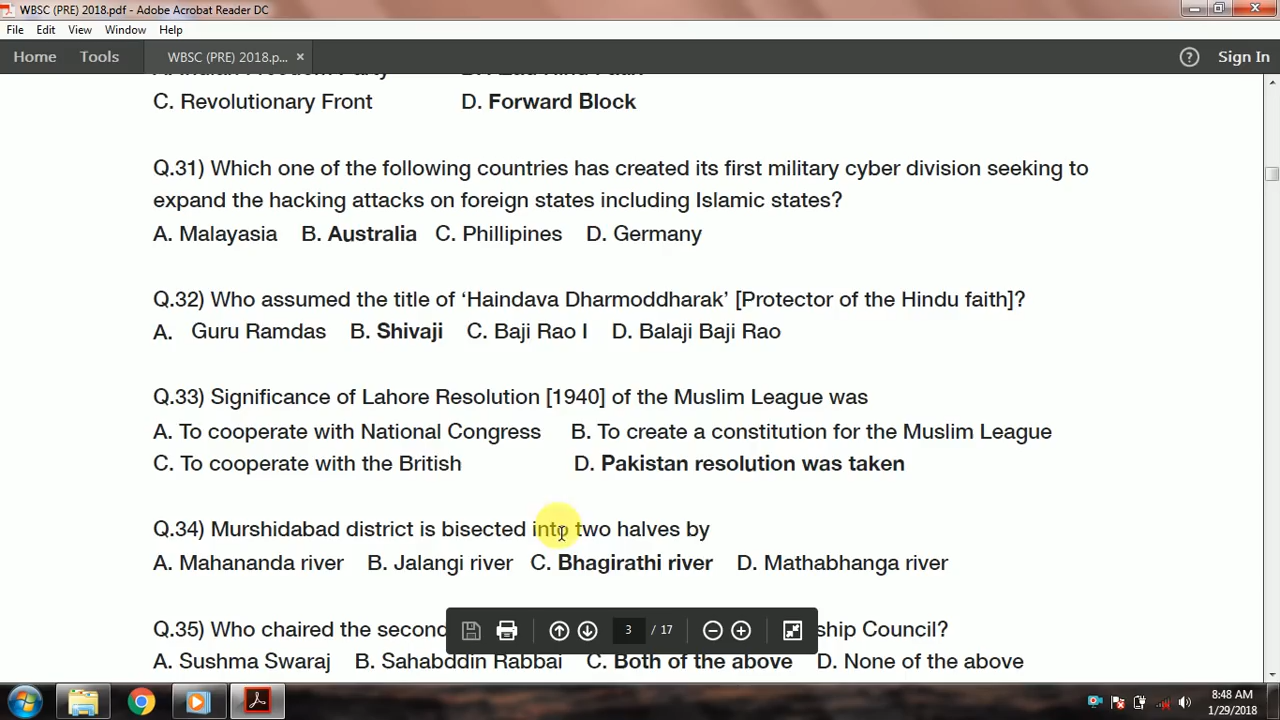 WBSC (PRE) 2018.pdf - Adobe Acrobat Reader DC
File Edit View Window Help
Home Tools WBSC (PRE) 2018.p... × ? Sign In
C. Revolutionary Front D. Forward Block
Q.31) Which one of the following countries has created its first military cyber division seeking to
expand the hacking attacks on foreign states including Islamic states?
A. Malayasia B. Australia C. Phillipines D. Germany
Q.32) Who assumed the title of ‘Haindava Dharmoddharak’ [Protector of the Hindu faith]?
A. Guru Ramdas B. Shivaji C. Baji Rao I D. Balaji Baji Rao
Q.33) Significance of Lahore Resolution [1940] of the Muslim League was
A. To cooperate with National Congress B. To create a constitution for the Muslim League
C. To cooperate with the British D. Pakistan resolution was taken
Q.34) Murshidabad district is bisected into two halves by
A. Mahananda river B. Jalangi river C. Bhagirathi river D. Mathabhanga river
Q.35) Who chaired the second ship Council?
3 / 17
A. Sushma Swaraj B. Sahabddin Rabbai C. Both of the above D. None of the above
8:48 AM
1/29/2018